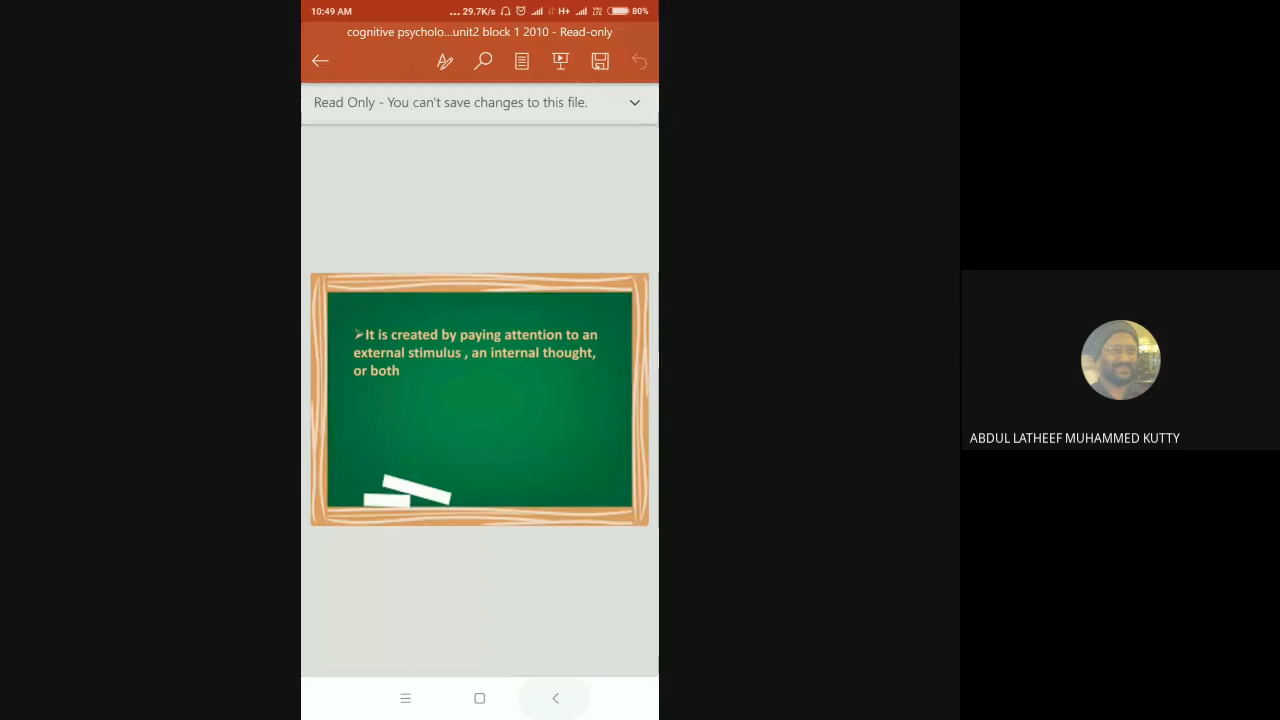 10:49 AM
... 29.7K/s H+ VO LTE 80%
cognitive psycholo...unit2 block 1 2010 - Read-only
Read Only - You can't save changes to this file.
➢It is created by paying attention to an
external stimulus , an internal thought,
or both
ABDUL LATHEEF MUHAMMED KUTTY